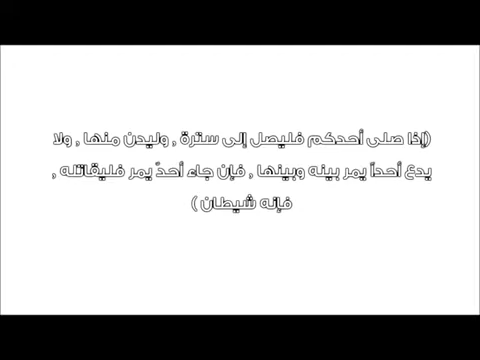 (إذا صلى أحدكم فليصل إلى سترة , وليدن منها , ولا
يدع أحداً يمر بينه وبينها , فإن جاء أحدٌ يمر فليقاتله ,
فإنه شيطان )